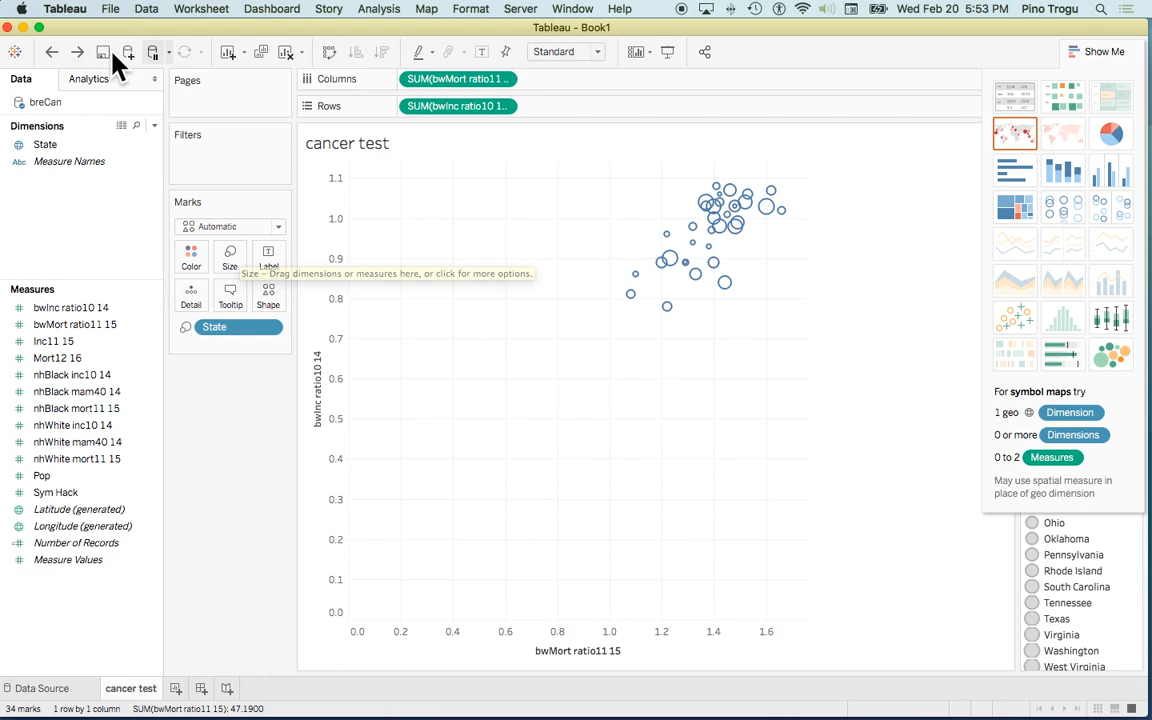 Tableau File Data Worksheet Dashboard Story Analysis Map Format Server Window Help Wed Feb 20 5:53 PM Pino Trogu
Tableau - Book1
Standard Show Me
Data Analytics Pages Columns SUM(bwMort ratio11 ..
breCan Rows SUM(bwInc ratio10 1..
Dimensions Filters
State
Abc Measure Names
cancer test
Marks
Automatic
Color Size Label
Size – Drag dimensions or measures here, or click for more options.
Detail Tooltip Shape
State
Measures
bwInc ratio10 14
bwMort ratio11 15
Inc11 15
Mort12 16
nhBlack inc10 14
nhBlack mam40 14
nhBlack mort11 15
nhWhite inc10 14
nhWhite mam40 14
nhWhite mort11 15
Pop
Sym Hack
Latitude (generated)
Longitude (generated)
Number of Records
Measure Values
1.1
1.0
0.9
0.8
0.7
0.6
0.5
0.4
0.3
0.2
0.1
0.0
bwInc ratio10 14
0.0 0.2 0.4 0.6 0.8 1.0 1.2 1.4 1.6
bwMort ratio11 15
For symbol maps try
1 geo Dimension
0 or more Dimensions
0 to 2 Measures
May use spatial measure in
place of geo dimension
Ohio
Oklahoma
Pennsylvania
Rhode Island
South Carolina
Tennessee
Texas
Virginia
Washington
West Virginia
Data Source cancer test
34 marks 1 row by 1 column SUM(bwMort ratio11 15): 47.1900